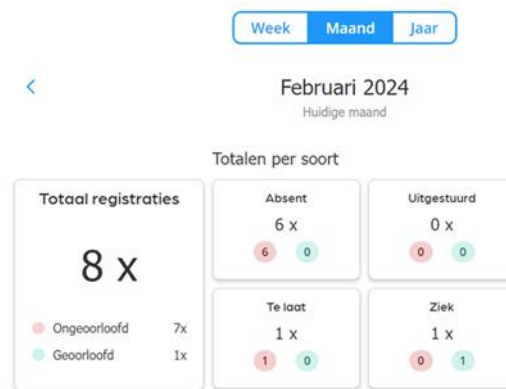 Week Maand Jaar
Februari 2024
Huidige maand
Totalen per soort
Totaal registraties
8 x
Ongeoorloofd 7x
Geoorloofd 1x
Absent
6 x
6 0
Uitgestuurd
0 x
0 0
Te laat
1 x
1 0
Ziek
1 x
0 1